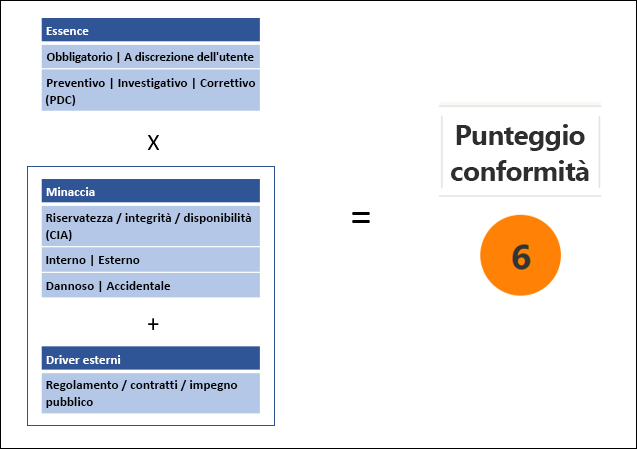 Essence
Obbligatorio | A discrezione dell'utente
Preventivo | Investigativo | Correttivo
(PDC)
X
Minaccia
Riservatezza / integrità / disponibilità
(CIA)
Interno | Esterno
Dannoso | Accidentale
+
Driver esterni
Regolamento / contratti / impegno
pubblico
=
Punteggio
conformità
6